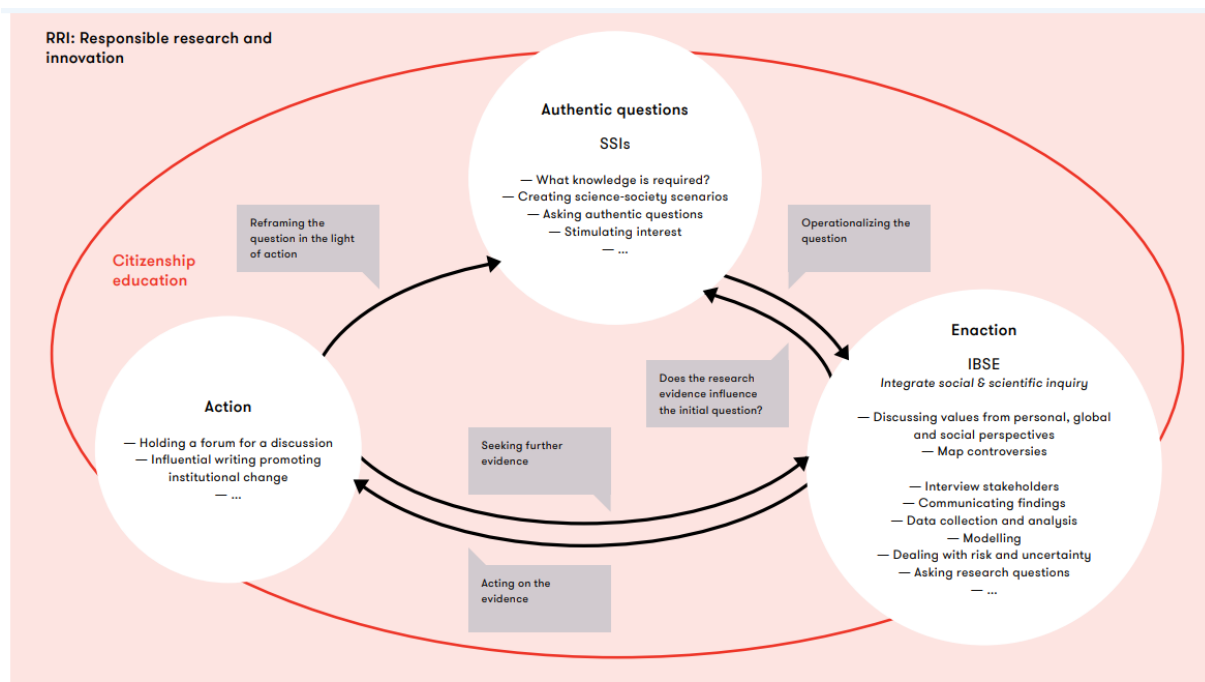 RRI: Responsible research and
innovation
Authentic questions
SSIs
— What knowledge is required?
— Creating science-society scenarios
— Asking authentic questions
— Stimulating interest
— ...
Reframing the
question in the light
of action
Operationalizing the
question
Citizenship
education
Enaction
IBSE
Integrate social & scientific inquiry
— Discussing values from personal, global
and social perspectives
— Map controversies
— Interview stakeholders
— Communicating findings
— Data collection and analysis
— Modelling
— Dealing with risk and uncertainty
— Asking research questions
— ...
Does the research
evidence influence
the initial question?
Action
— Holding a forum for a discussion
— Influential writing promoting
institutional change
— ...
Seeking further
evidence
Acting on the
evidence